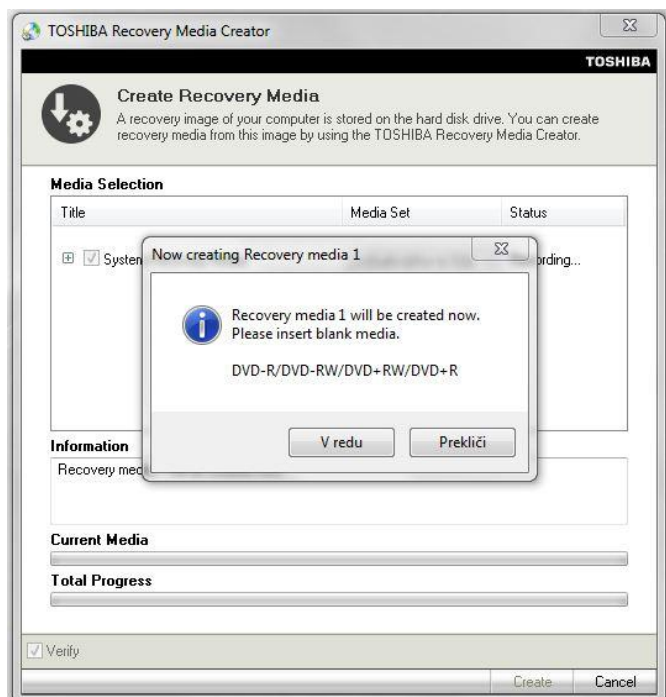 TOSHIBA Recovery Media Creator
TOSHIBA
Create Recovery Media
A recovery image of your computer is stored on the hard disk drive. You can create
recovery media from this image by using the TOSHIBA Recovery Media Creator.
Media Selection
Title Media Set Status
Now creating Recovery media 1
Recovery media 1 will be created now.
Please insert blank media.
DVD-R/DVD-RW/DVD+RW/DVD+R
V redu Prekliči
Information
Recovery
Current Media
Total Progress
Verify
Create Cancel